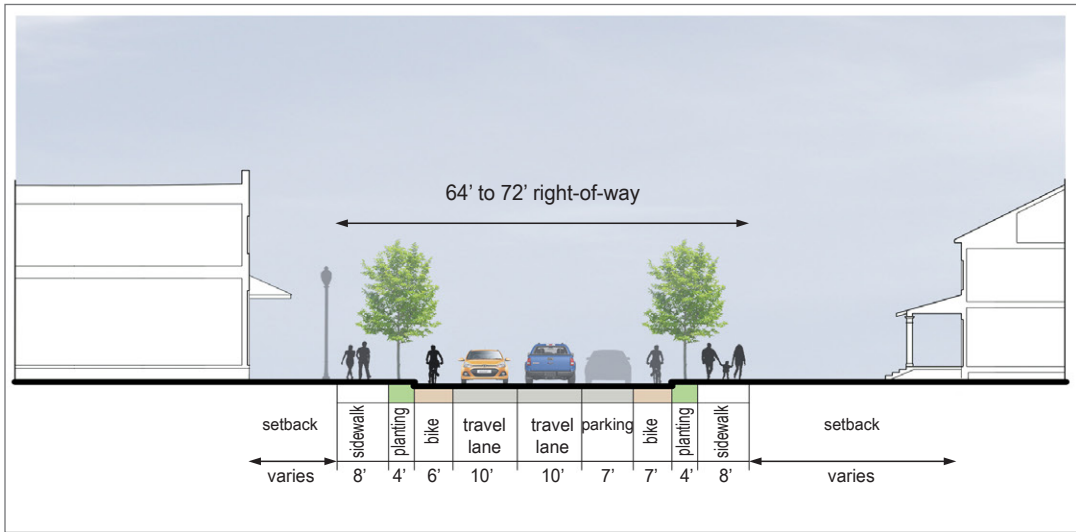 64’ to 72’ right-of-way
setback
sidewalk
planting
bike
travel
lane
travel
lane
parking
bike
planting
sidewalk
setback
varies
8’
4’
6’
10’
10’
7’
7’
4’
8’
varies